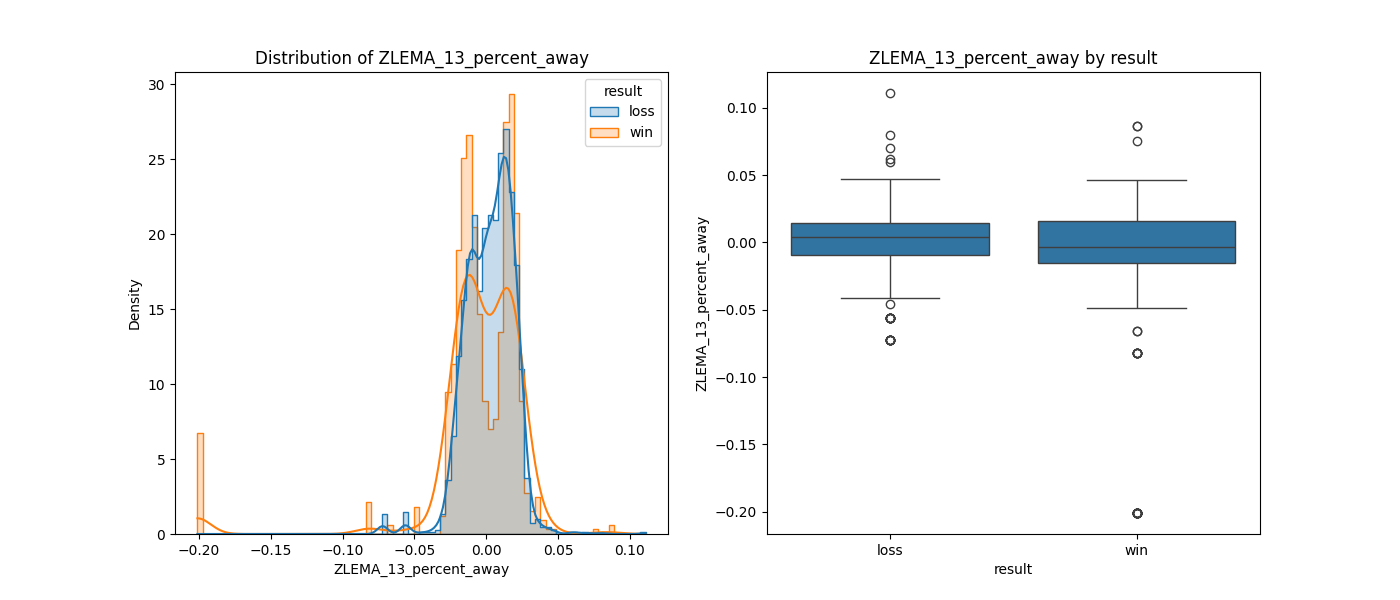 Distribution of ZLEMA_13_percent_away
30
25
20
15
10
5
0
Density
−0.20
−0.15
−0.10
−0.05
0.00
0.05
0.10
ZLEMA_13_percent_away
result
loss
win
ZLEMA_13_percent_away by result
0.10
0.05
0.00
−0.05
−0.10
−0.15
−0.20
ZLEMA_13_percent_away
loss
win
result